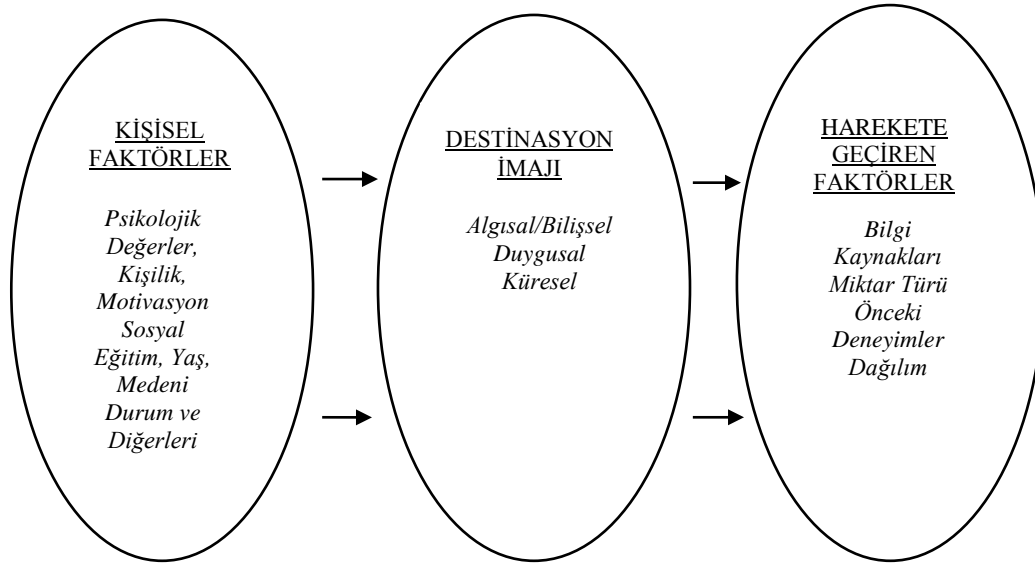 KİŞİSEL
FAKTÖRLER
Psikolojik
Değerler,
Kişilik,
Motivasyon
Sosyal
Eğitim, Yaş,
Medeni
Durum ve
Diğerleri
DESTİNASYON
İMAJI
Algısal/Bilişsel
Duygusal
Küresel
HAREKETE
GEÇİREN
FAKTÖRLER
Bilgi
Kaynakları
Miktar Türü
Önceki
Deneyimler
Dağılım